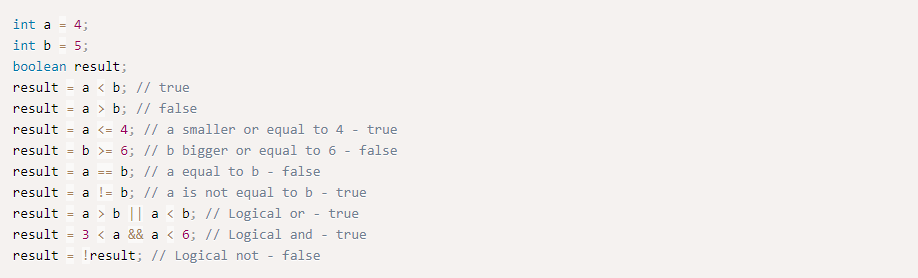 int a = 4;
int b = 5;
boolean result;
result = a < b; // true
result = a > b; // false
result = a <= 4; // a smaller or equal to 4 - true
result = b >= 6; // b bigger or equal to 6 - false
result = a == b; // a equal to b - false
result = a != b; // a is not equal to b - true
result = a > b || a < b; // Logical or - true
result = 3 < a && a < 6; // Logical and - true
result = !result; // Logical not - false